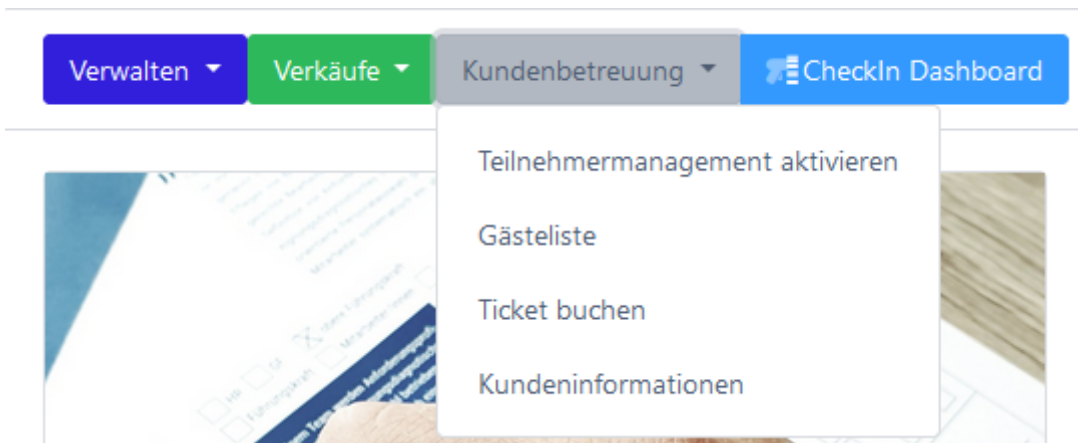 Verwalten
Verkäufe
Kundenbetreuung
CheckIn Dashboard
Teilnehmermanagement aktivieren
Gästeliste
Ticket buchen
Kundeninformationen